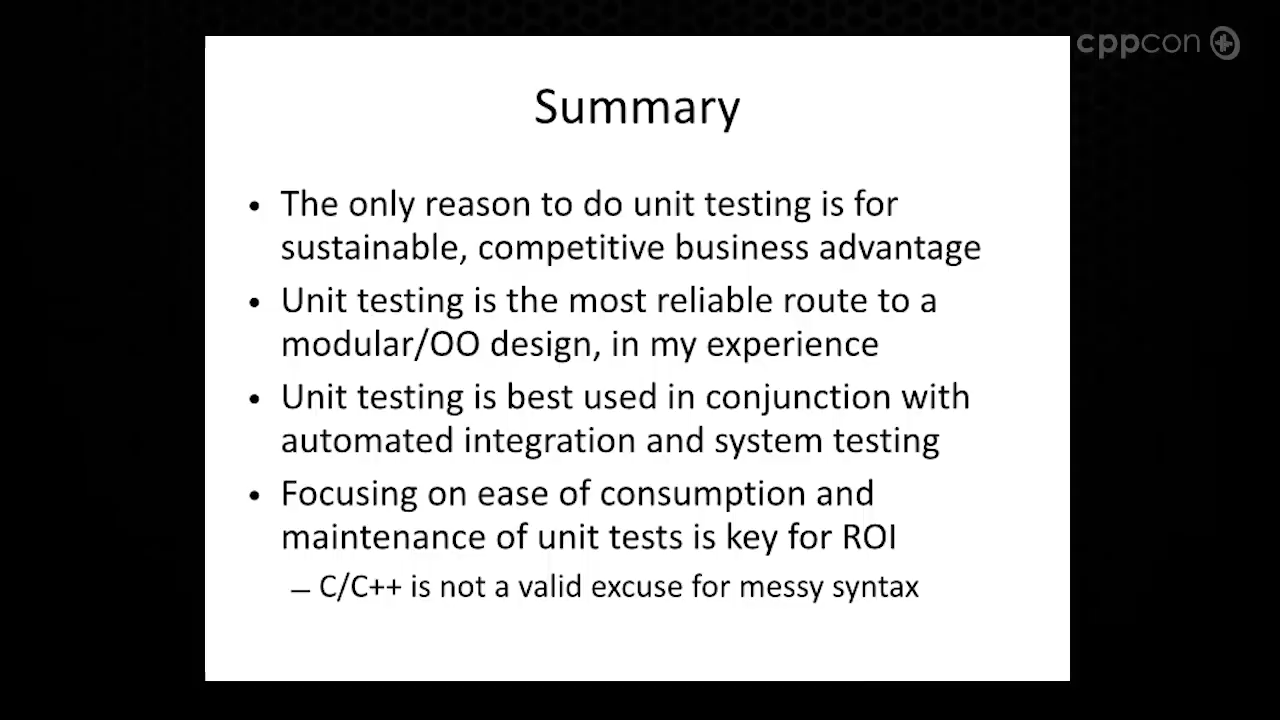 cppcon
Summary
• The only reason to do unit testing is for
sustainable, competitive business advantage
• Unit testing is the most reliable route to a
modular/OO design, in my experience
• Unit testing is best used in conjunction with
automated integration and system testing
• Focusing on ease of consumption and
maintenance of unit tests is key for ROI
– C/C++ is not a valid excuse for messy syntax